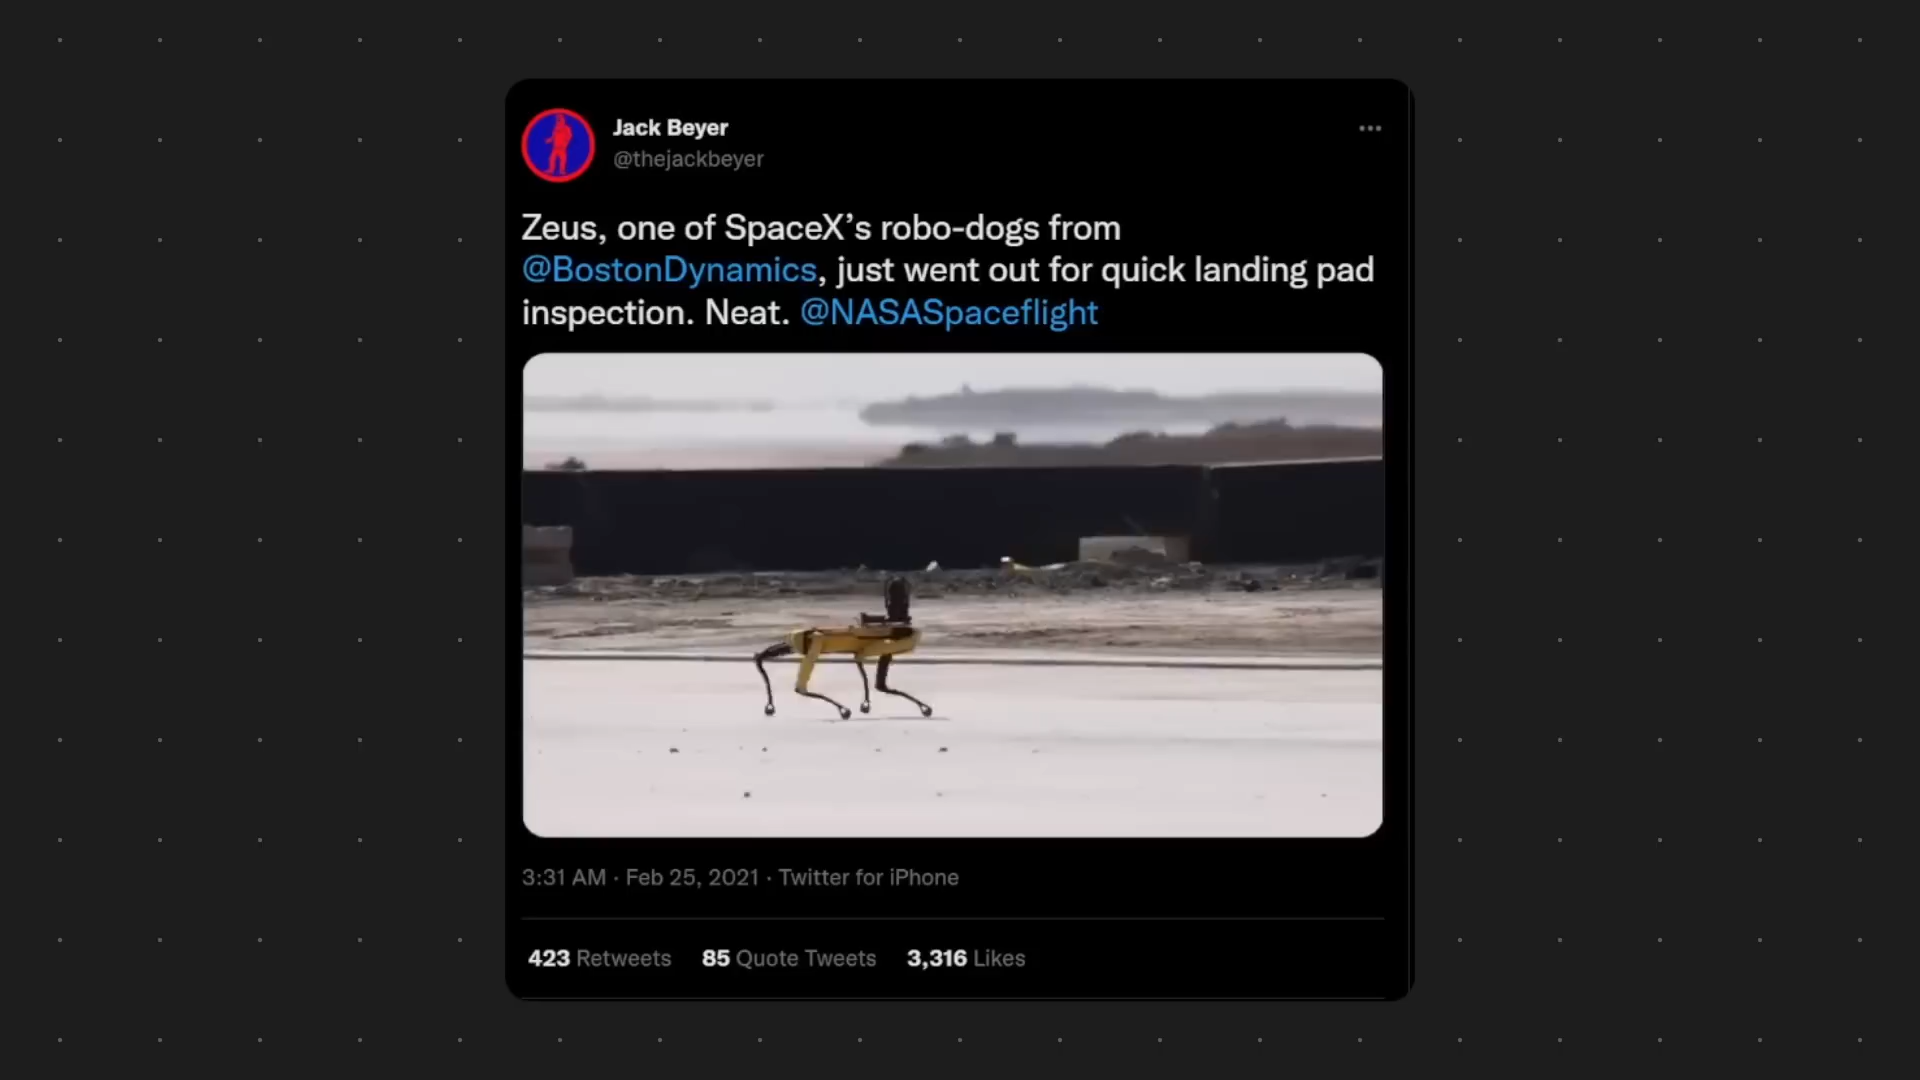 Jack Beyer
@thejackbeyer
Zeus, one of SpaceX’s robo-dogs from
@BostonDynamics, just went out for quick landing pad
inspection. Neat. @NASASpaceflight
3:31 AM · Feb 25, 2021 · Twitter for iPhone
423 Retweets 85 Quote Tweets 3,316 Likes